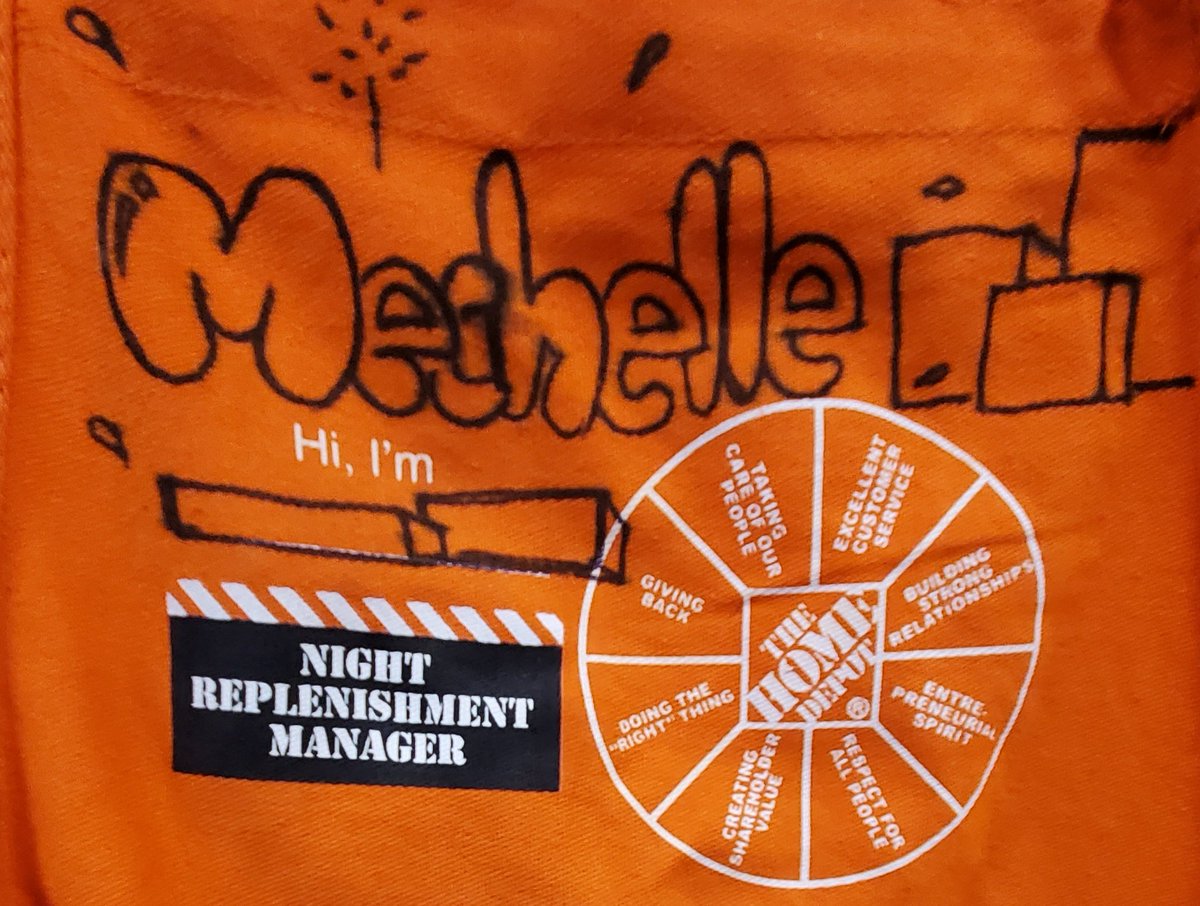 Mechelle
Hi, I'm
NIGHT
REPLENISHMENT
MANAGER
TAKING
CARE OF OUR
PEOPLE
EXCELLENT
CUSTOMER
SERVICE
BUILDING
STRONG
RELATIONSHIPS
ENTRE-
PRENEURIAL
SPIRIT
RESPECT FOR
ALL PEOPLE
CREATING
SHAREHOLDER
VALUE
DOING THE
"RIGHT" THING
GIVING
BACK
THE
HOME
DEPOT®